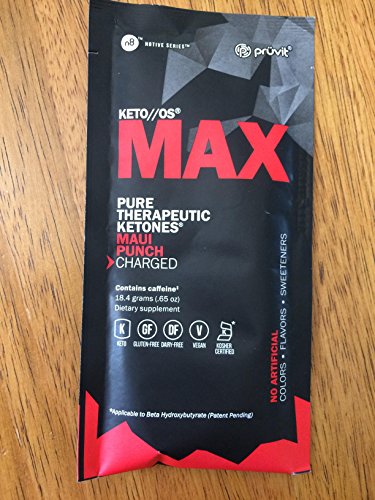 n8™ NATIVE SERIES™ prüvit®
KETO//OS®
MAX
PURE
THERAPEUTIC
KETONES®
MAUI
PUNCH
CHARGED
Contains caffeine‡
18.4 grams (.65 oz)
Dietary supplement
K GF DF V
KETO GLUTEN-FREE DAIRY-FREE VEGAN KOSHER
CERTIFIED
NO ARTIFICIAL
COLORS • FLAVORS • SWEETENERS
*Applicable to Beta Hydroxybutyrate (Patent Pending)